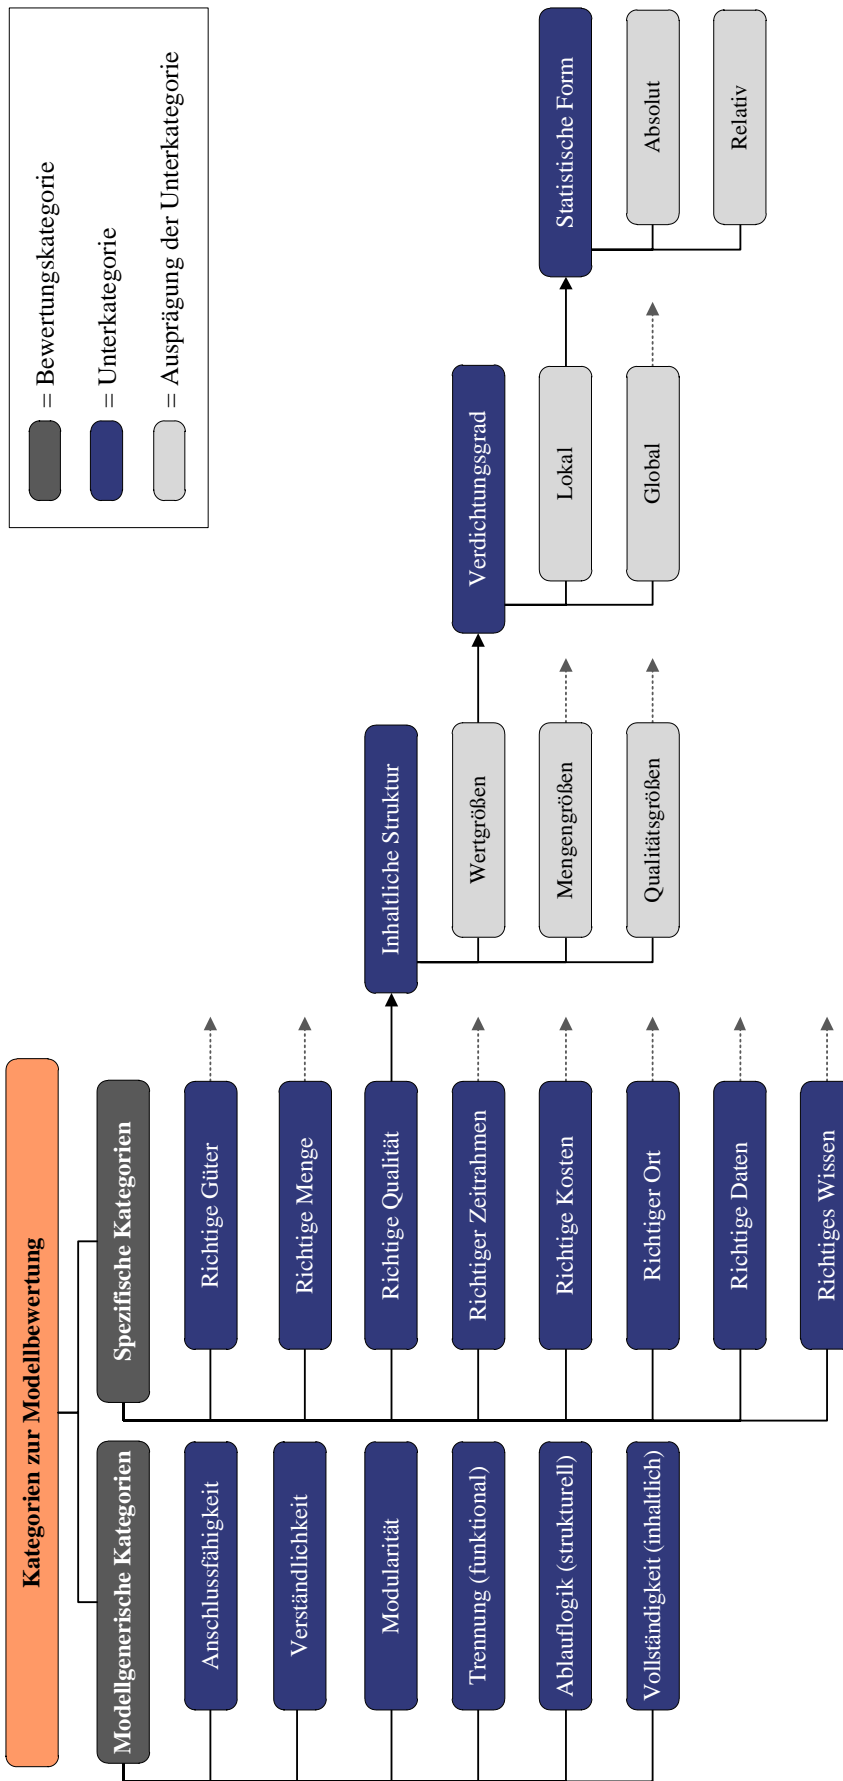 Kategorien zur Modellbewertung
Modellgenerische Kategorien
Anschlussfähigkeit
Verständlichkeit
Modularität
Trennung (funktional)
Ablauflogik (strukturell)
Vollständigkeit (inhaltlich)
Spezifische Kategorien
Richtige Güter
Richtige Menge
Richtige Qualität
Richtiger Zeitrahmen
Richtige Kosten
Richtiger Ort
Richtige Daten
Richtiges Wissen
Inhaltliche Struktur
Wertgrößen
Mengengrößen
Qualitätsgrößen
Verdichtungsgrad
Lokal
Global
Statistische Form
Absolut
Relativ
= Bewertungskategorie
= Unterkategorie
= Ausprägung der Unterkategorie